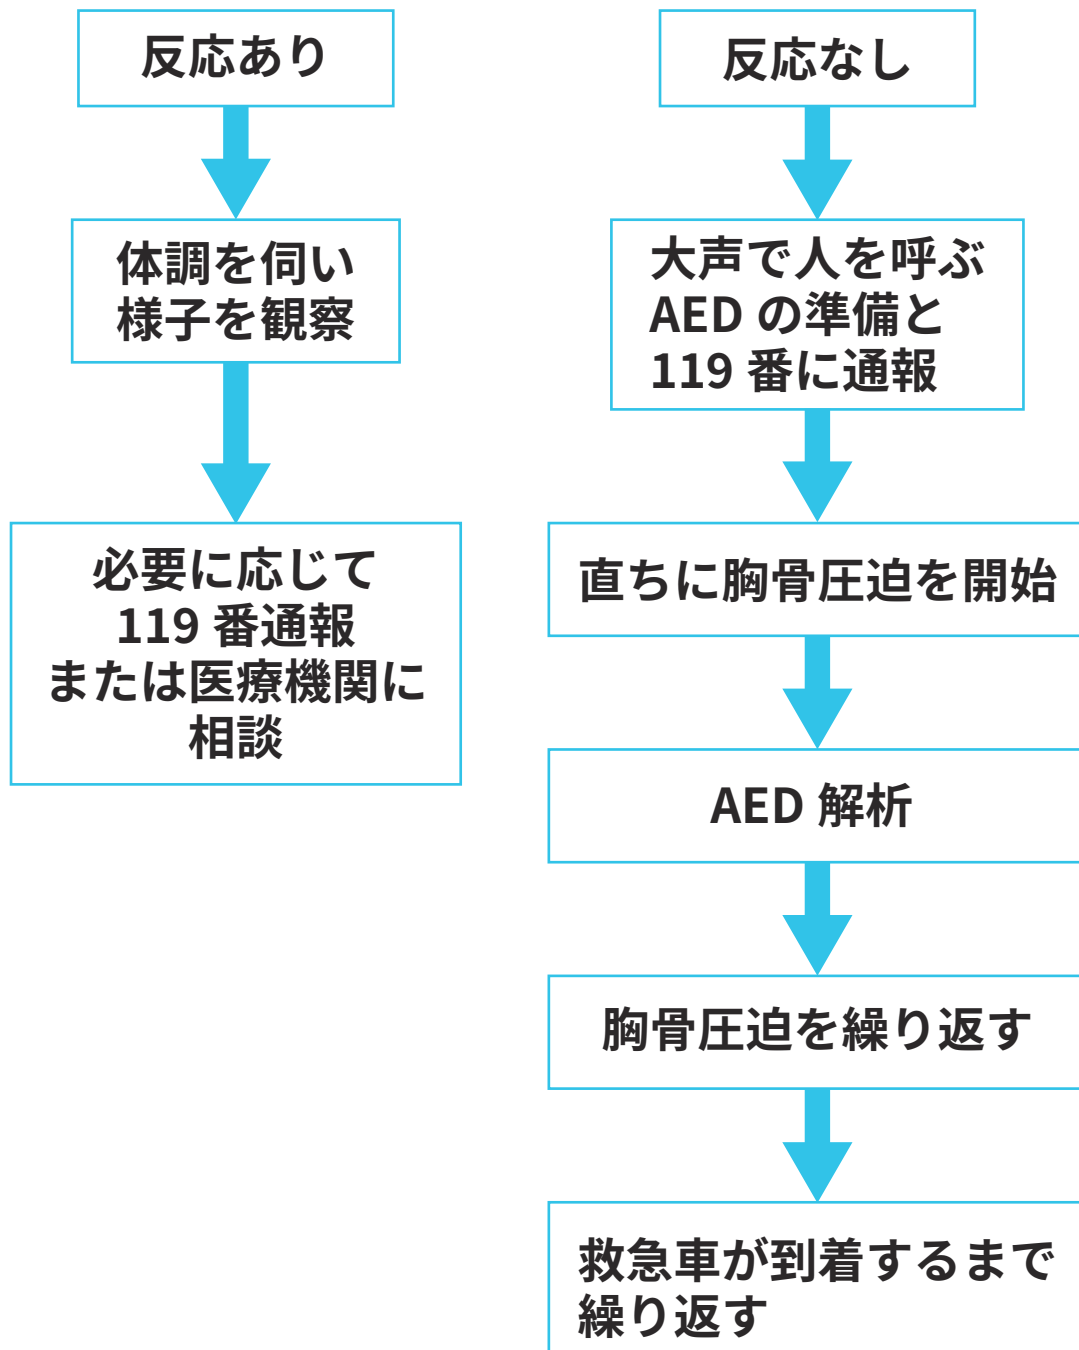 反応あり
体調を伺い
様子を観察
必要に応じて
119 番通報
または医療機関に
相談
反応なし
大声で人を呼ぶ
AED の準備と
119 番に通報
直ちに胸骨圧迫を開始
AED 解析
胸骨圧迫を繰り返す
救急車が到着するまで
繰り返す